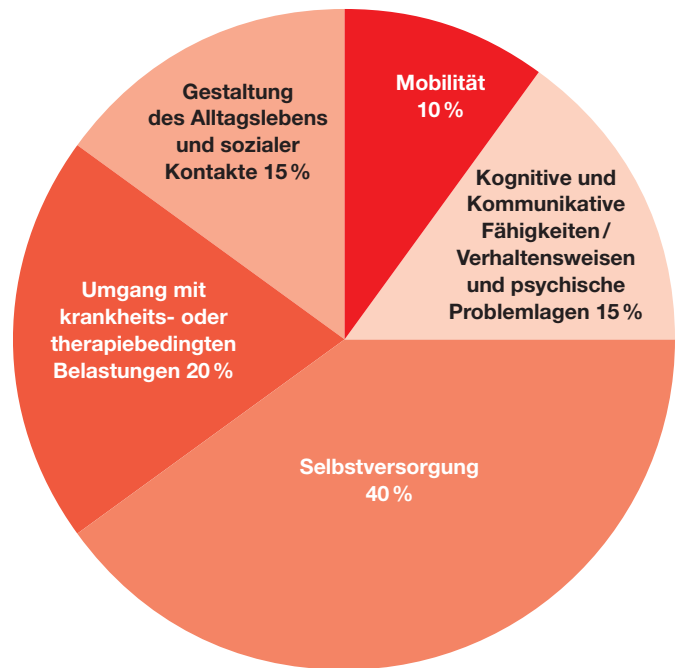 Mobilität
10 %
Kognitive und
Kommunikative
Fähigkeiten /
Verhaltensweisen
und psychische
Problemlagen 15 %
Selbstversorgung
40 %
Umgang mit
krankheits- oder
therapiebedingten
Belastungen 20 %
Gestaltung
des Alltagslebens
und sozialer
Kontakte 15 %